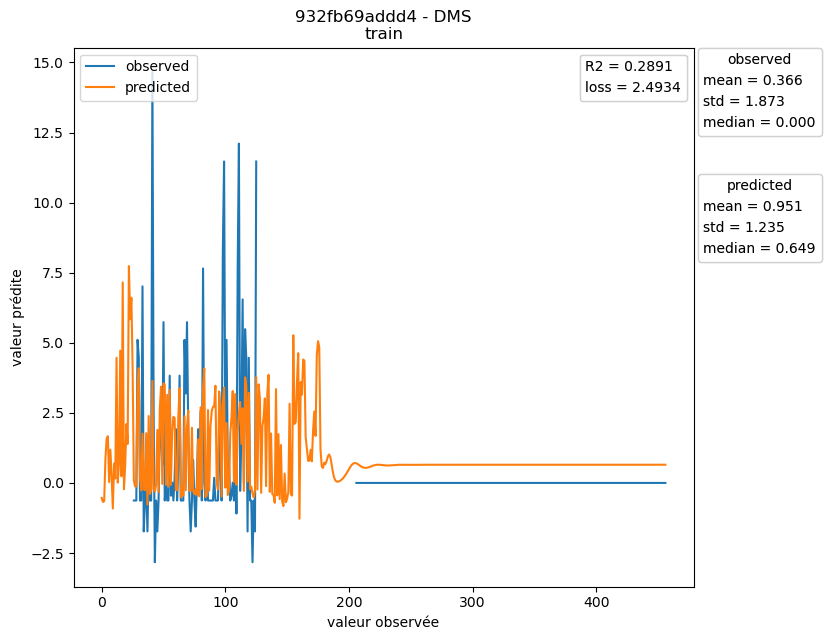 932fb69addd4 - DMS
train
observed
predicted
R2 = 0.2891
loss = 2.4934
observed
mean = 0.366
std = 1.873
median = 0.000
predicted
mean = 0.951
std = 1.235
median = 0.649
15.0
12.5
10.0
7.5
5.0
2.5
0.0
−2.5
valeur prédite
0
100
200
300
400
valeur observée